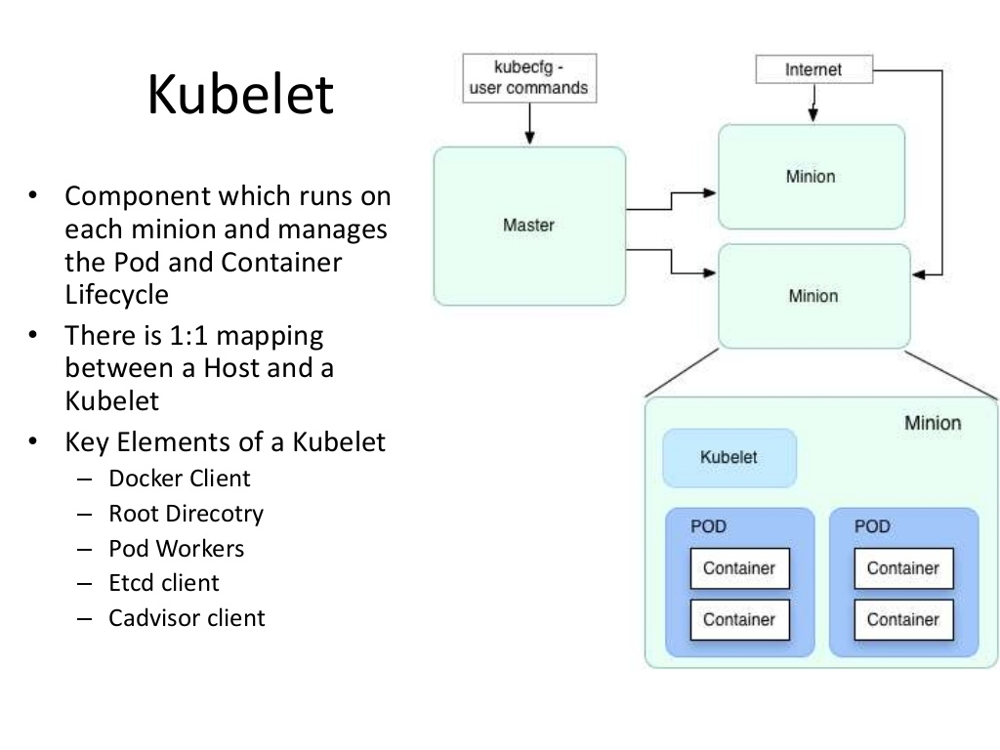 Kubelet
• Component which runs on
each minion and manages
the Pod and Container
Lifecycle
• There is 1:1 mapping
between a Host and a
Kubelet
• Key Elements of a Kubelet
– Docker Client
– Root Direcotry
– Pod Workers
– Etcd client
– Cadvisor client
kubecfg -
user commands
Internet
Master
Minion
Minion
Minion
Kubelet
POD
Container
Container
POD
Container
Container